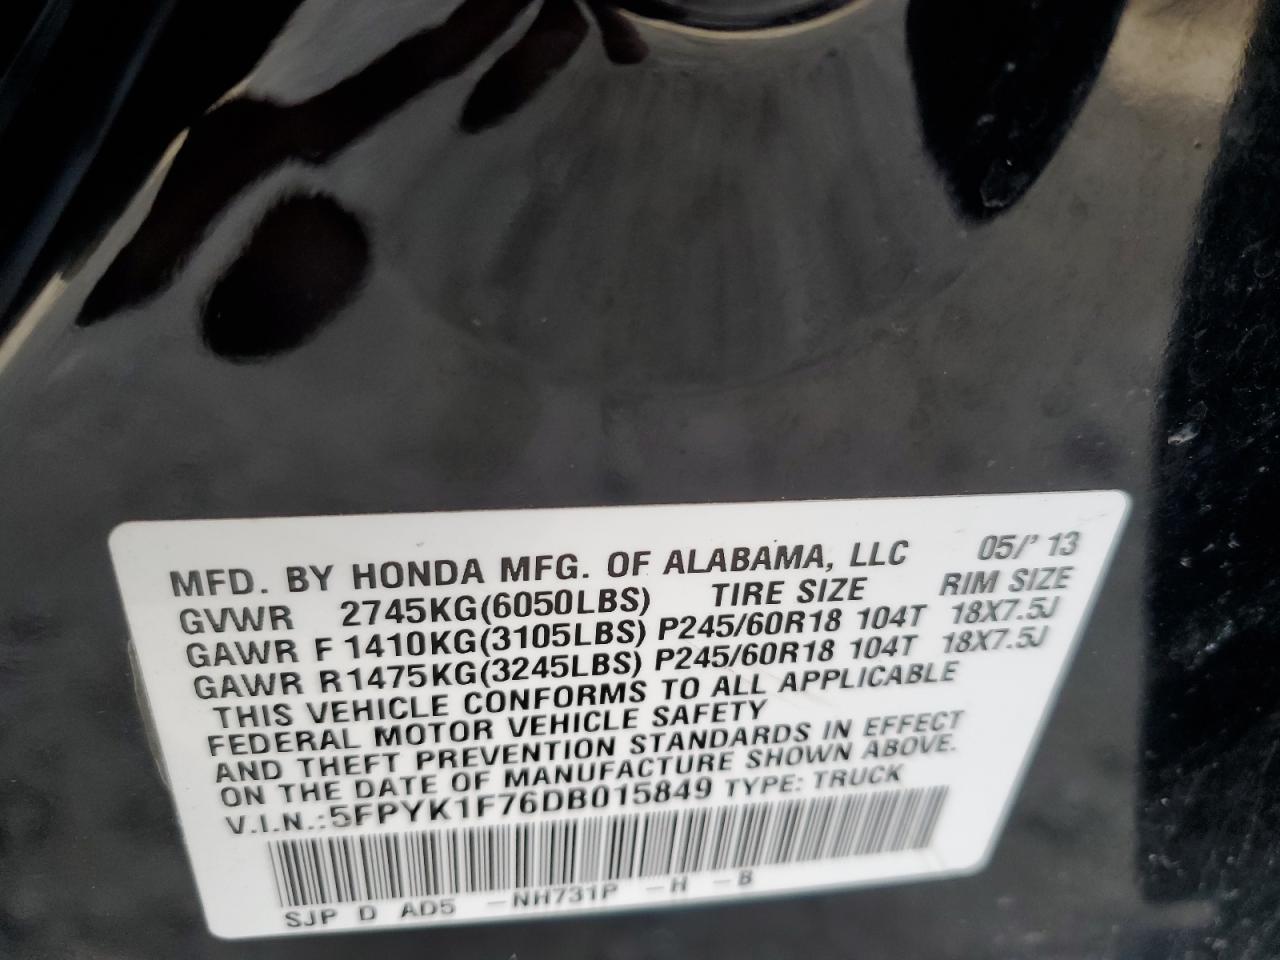 MFD. BY HONDA MFG. OF ALABAMA, LLC 05/'13
GVWR 2745KG(6050LBS) TIRE SIZE RIM SIZE
GAWR F 1410KG(3105LBS) P245/60R18 104T 18X7.5J
GAWR R1475KG(3245LBS) P245/60R18 104T 18X7.5J
THIS VEHICLE CONFORMS TO ALL APPLICABLE
FEDERAL MOTOR VEHICLE SAFETY
AND THEFT PREVENTION STANDARDS IN EFFECT
ON THE DATE OF MANUFACTURE SHOWN ABOVE.
V.I.N.:5FPYK1F76DB015849 TYPE: TRUCK
SJP D AD5 -NH731P -H -B